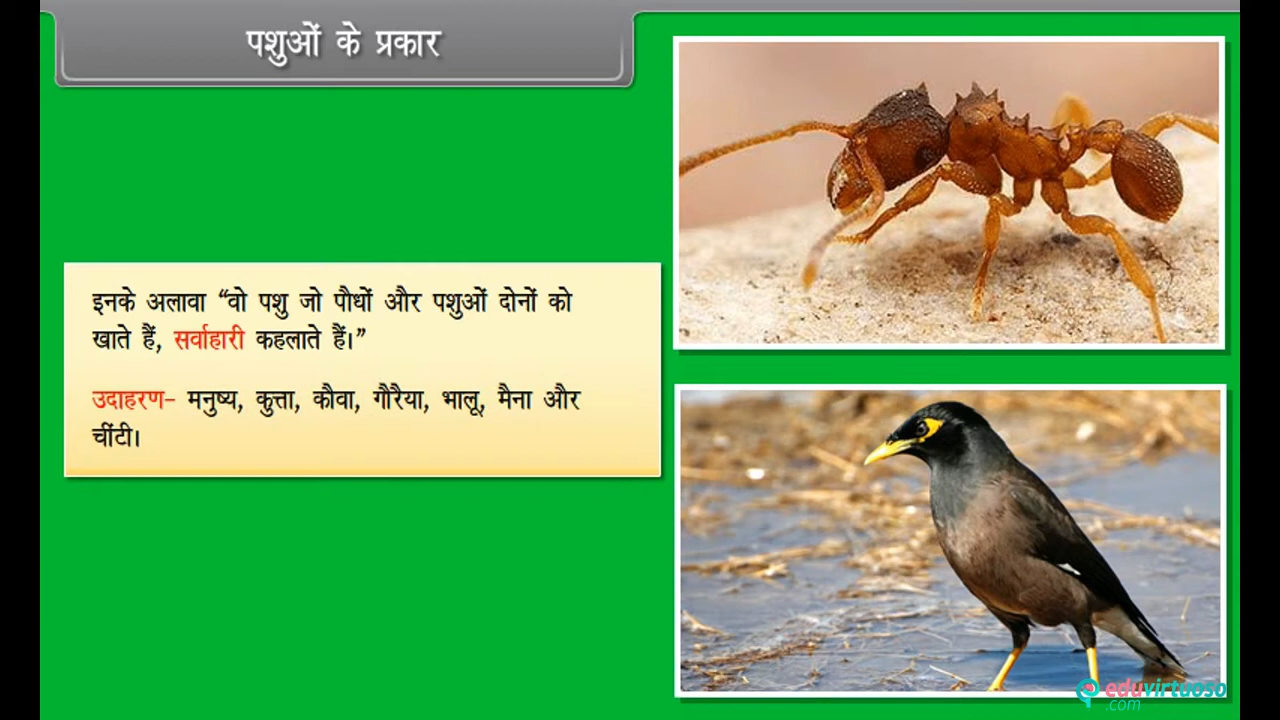 पशुओं के प्रकार
इनके अलावा “वो पशु जो पौधों और पशुओं दोनों को
खाते हैं, सर्वाहारी कहलाते हैं।”
उदाहरण- मनुष्य, कुत्ता, कौवा, गौरैया, भालू, मैना और
चींटी।
eduvirtuoso
.com